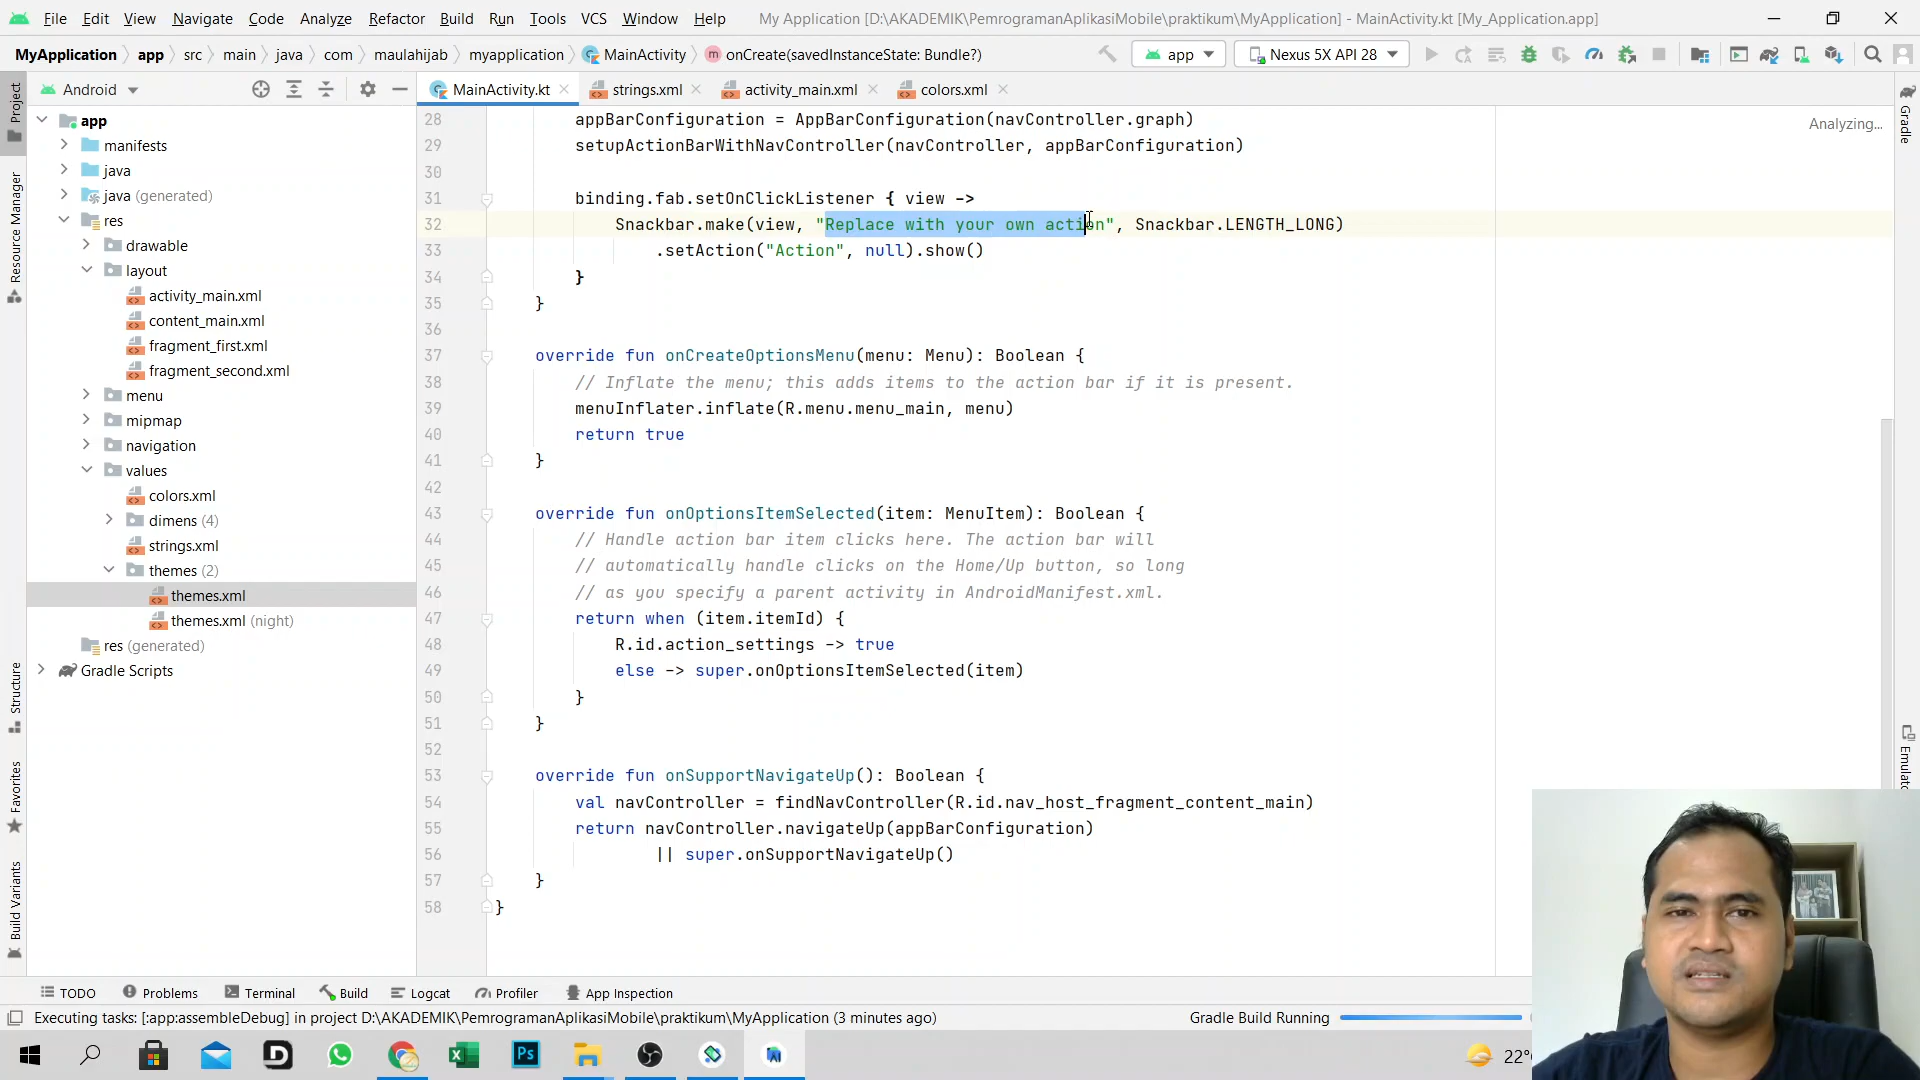 File Edit View Navigate Code Analyze Refactor Build Run Tools VCS Window Help My Application [D:\AKADEMIK\PemrogramanAplikasiMobile\praktikum\MyApplication] - MainActivity.kt [My_Application.app]
MyApplication app src main java com maulahijab myapplication MainActivity onCreate(savedInstanceState: Bundle?) app Nexus 5X API 28
Project
Resource Manager
Structure
Favorites
Build Variants
Android
app
manifests
java
java (generated)
res
drawable
layout
activity_main.xml
content_main.xml
fragment_first.xml
fragment_second.xml
menu
mipmap
navigation
values
colors.xml
dimens (4)
strings.xml
themes (2)
themes.xml
themes.xml (night)
res (generated)
Gradle Scripts
MainActivity.kt strings.xml activity_main.xml colors.xml
Analyzing...
28 appBarConfiguration = AppBarConfiguration(navController.graph)
29 setupActionBarWithNavController(navController, appBarConfiguration)
30
31 binding.fab.setOnClickListener { view ->
32 Snackbar.make(view, "Replace with your own action", Snackbar.LENGTH_LONG)
33 .setAction("Action", null).show()
34 }
35 }
36
37 override fun onCreateOptionsMenu(menu: Menu): Boolean {
38 // Inflate the menu; this adds items to the action bar if it is present.
39 menuInflater.inflate(R.menu.menu_main, menu)
40 return true
41 }
42
43 override fun onOptionsItemSelected(item: MenuItem): Boolean {
44 // Handle action bar item clicks here. The action bar will
45 // automatically handle clicks on the Home/Up button, so long
46 // as you specify a parent activity in AndroidManifest.xml.
47 return when (item.itemId) {
48 R.id.action_settings -> true
49 else -> super.onOptionsItemSelected(item)
50 }
51 }
52
53 override fun onSupportNavigateUp(): Boolean {
54 val navController = findNavController(R.id.nav_host_fragment_content_main)
55 return navController.navigateUp(appBarConfiguration)
56 || super.onSupportNavigateUp()
57 }
58 }
Gradle
TODO Problems Terminal Build Logcat Profiler App Inspection
Executing tasks: [:app:assembleDebug] in project D:\AKADEMIK\PemrogramanAplikasiMobile\praktikum\MyApplication (3 minutes ago) Gradle Build Running
Ps
22°